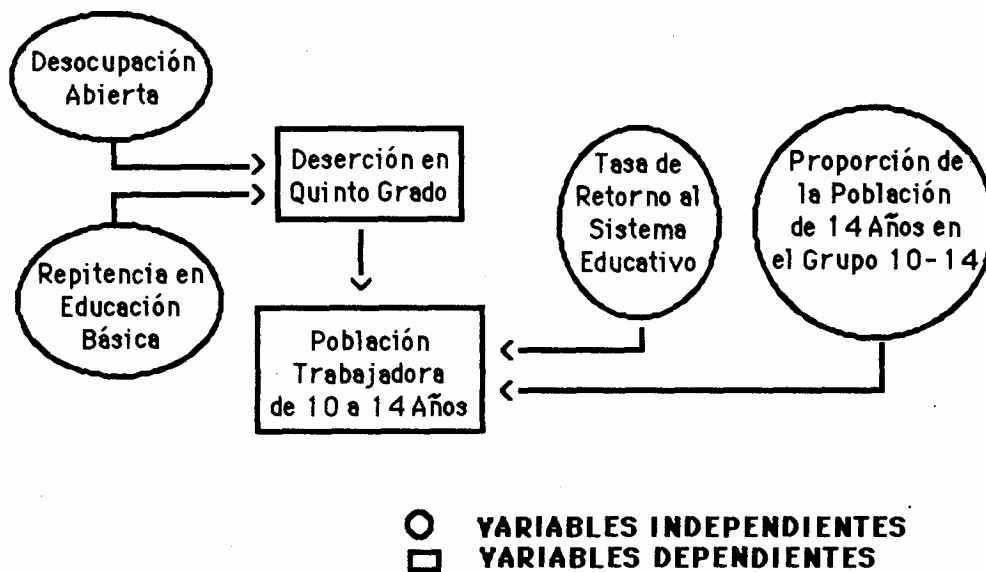 Desocupación
Abierta
Deserción en
Quinto Grado
Repitencia en
Educación
Básica
Población
Trabajadora
de 10 a 14 Años
Tasa de
Retorno al
Sistema
Educativo
Proporción de
la Población
de 14 Años en
el Grupo 10-14
VARIABLES INDEPENDIENTES
VARIABLES DEPENDIENTES